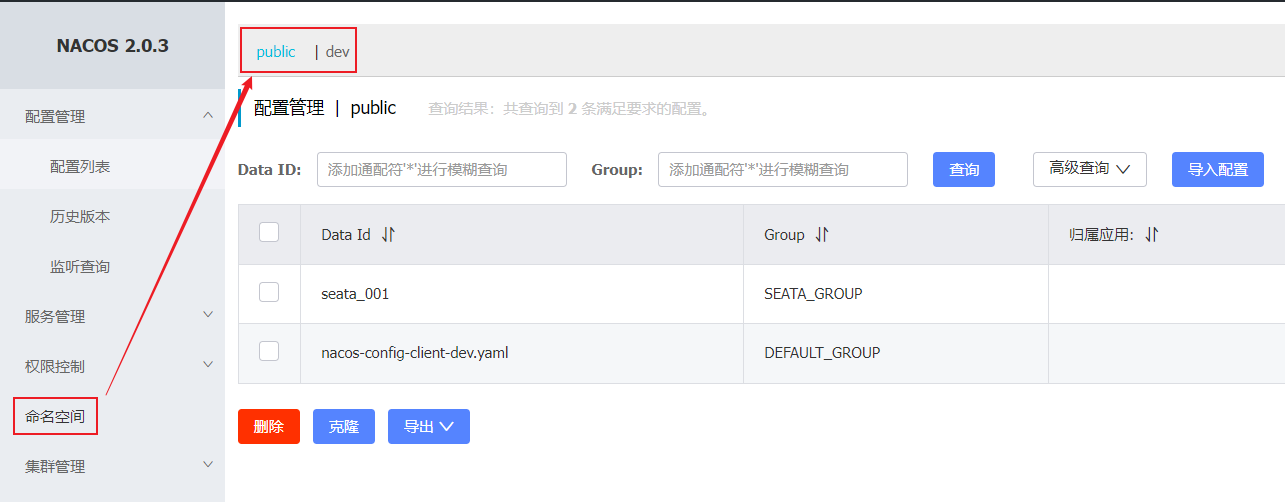 NACOS 2.0.3
配置管理
配置列表
历史版本
监听查询
服务管理
权限控制
命名空间
集群管理
public | dev
配置管理 | public 查询结果：共查询到 2 条满足要求的配置。
Data ID: 添加通配符'*'进行模糊查询 Group: 添加通配符'*'进行模糊查询 查询 高级查询 导入配置
Data Id Group 归属应用:
seata_001 SEATA_GROUP
nacos-config-client-dev.yaml DEFAULT_GROUP
删除 克隆 导出